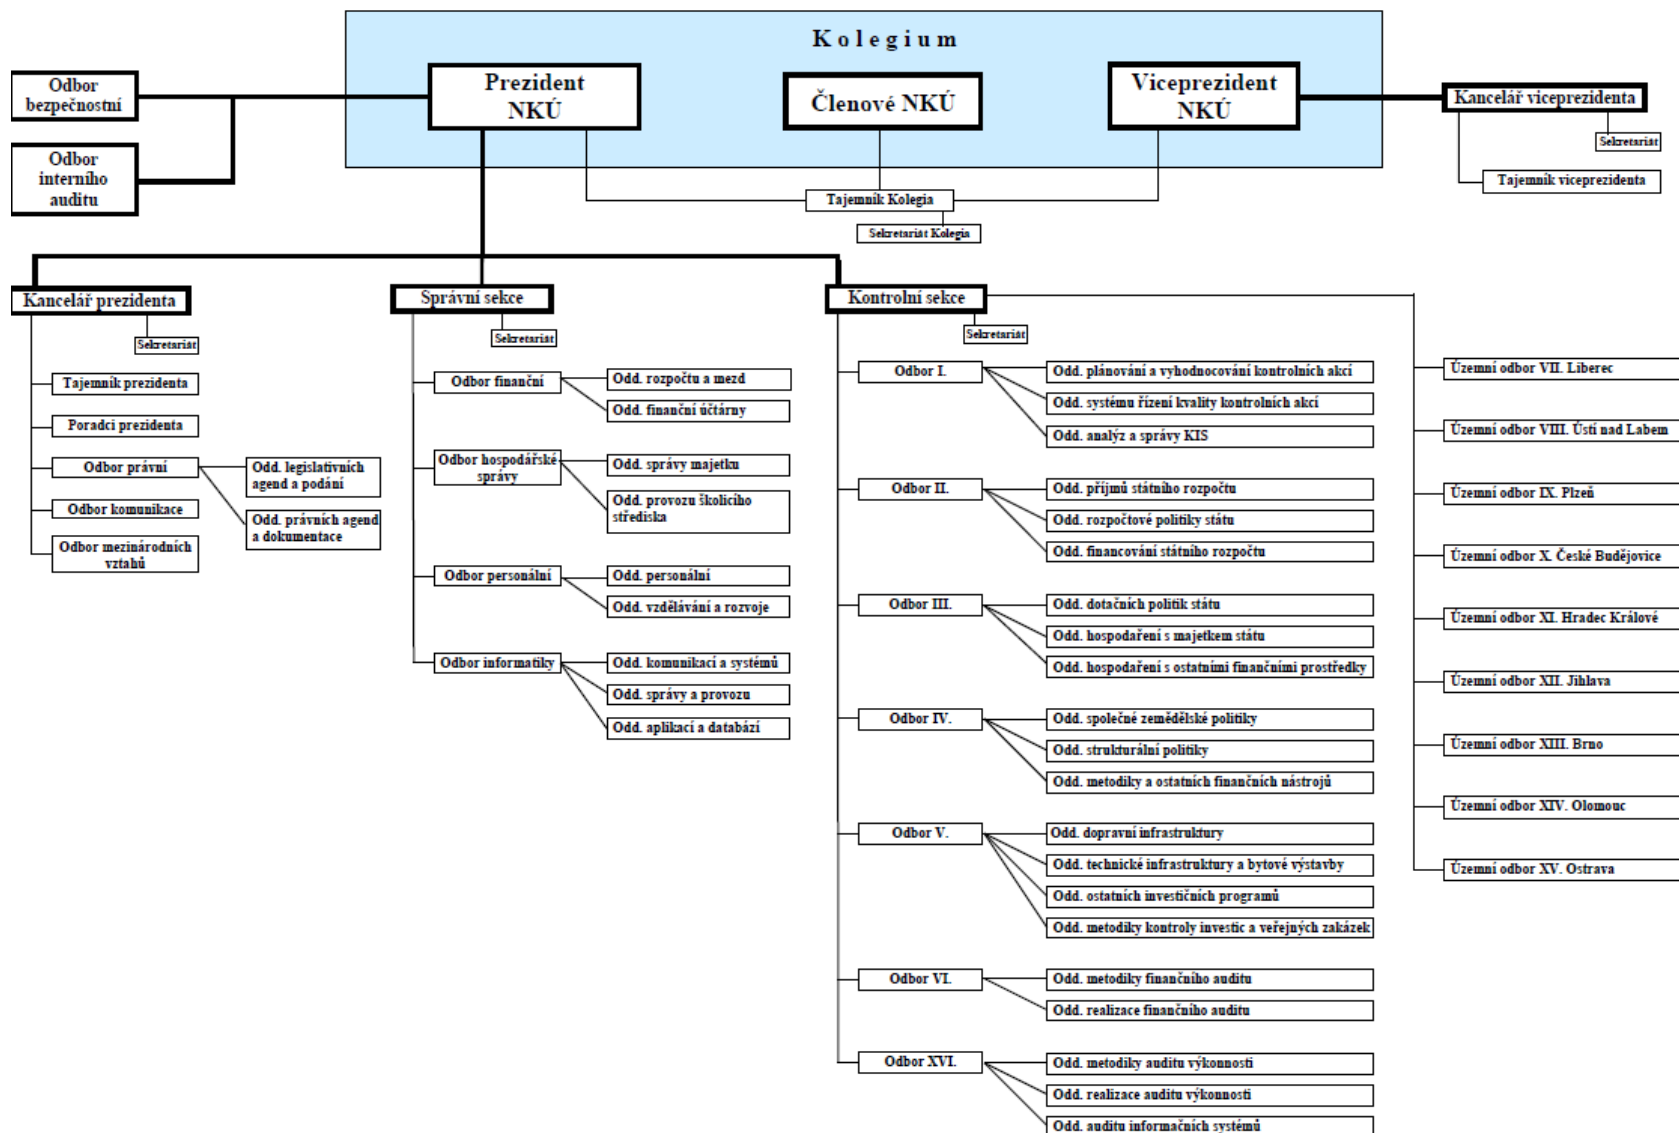 K o l e g i u m
Prezident
NKÚ
Členové NKÚ
Viceprezident
NKÚ
Odbor
bezpečnostní
Odbor
interního
auditu
Kancelář viceprezidenta
Sekretariát
Tajemník viceprezidenta
Tajemník Kolegia
Sekretariát Kolegia
Kancelář prezidenta
Sekretariát
Tajemník prezidenta
Poradci prezidenta
Odbor právní
Odd. legislativních
agend a podání
Odd. právních agend
a dokumentace
Odbor komunikace
Odbor mezinárodních
vztahů
Správní sekce
Sekretariát
Odbor finanční
Odd. rozpočtu a mezd
Odd. finanční účtárny
Odbor hospodářské
správy
Odd. správy majetku
Odd. provozu školicího
střediska
Odbor personální
Odd. personální
Odd. vzdělávání a rozvoje
Odbor informatiky
Odd. komunikací a systémů
Odd. správy a provozu
Odd. aplikací a databází
Kontrolní sekce
Sekretariát
Odbor I.
Odd. plánování a vyhodnocování kontrolních akcí
Odd. systému řízení kvality kontrolních akcí
Odd. analýz a správy KIS
Odbor II.
Odd. příjmů státního rozpočtu
Odd. rozpočtové politiky státu
Odd. financování státního rozpočtu
Odbor III.
Odd. dotačních politik státu
Odd. hospodaření s majetkem státu
Odd. hospodaření s ostatními finančními prostředky
Odbor IV.
Odd. společné zemědělské politiky
Odd. strukturální politiky
Odd. metodiky a ostatních finančních nástrojů
Odbor V.
Odd. dopravní infrastruktury
Odd. technické infrastruktury a bytové výstavby
Odd. ostatních investičních programů
Odd. metodiky kontroly investic a veřejných zakázek
Odbor VI.
Odd. metodiky finančního auditu
Odd. realizace finančního auditu
Odbor XVI.
Odd. metodiky auditu výkonnosti
Odd. realizace auditu výkonnosti
Odd. auditu informačních systémů
Územní odbor VII. Liberec
Územní odbor VIII. Ústí nad Labem
Územní odbor IX. Plzeň
Územní odbor X. České Budějovice
Územní odbor XI. Hradec Králové
Územní odbor XII. Jihlava
Územní odbor XIII. Brno
Územní odbor XIV. Olomouc
Územní odbor XV. Ostrava